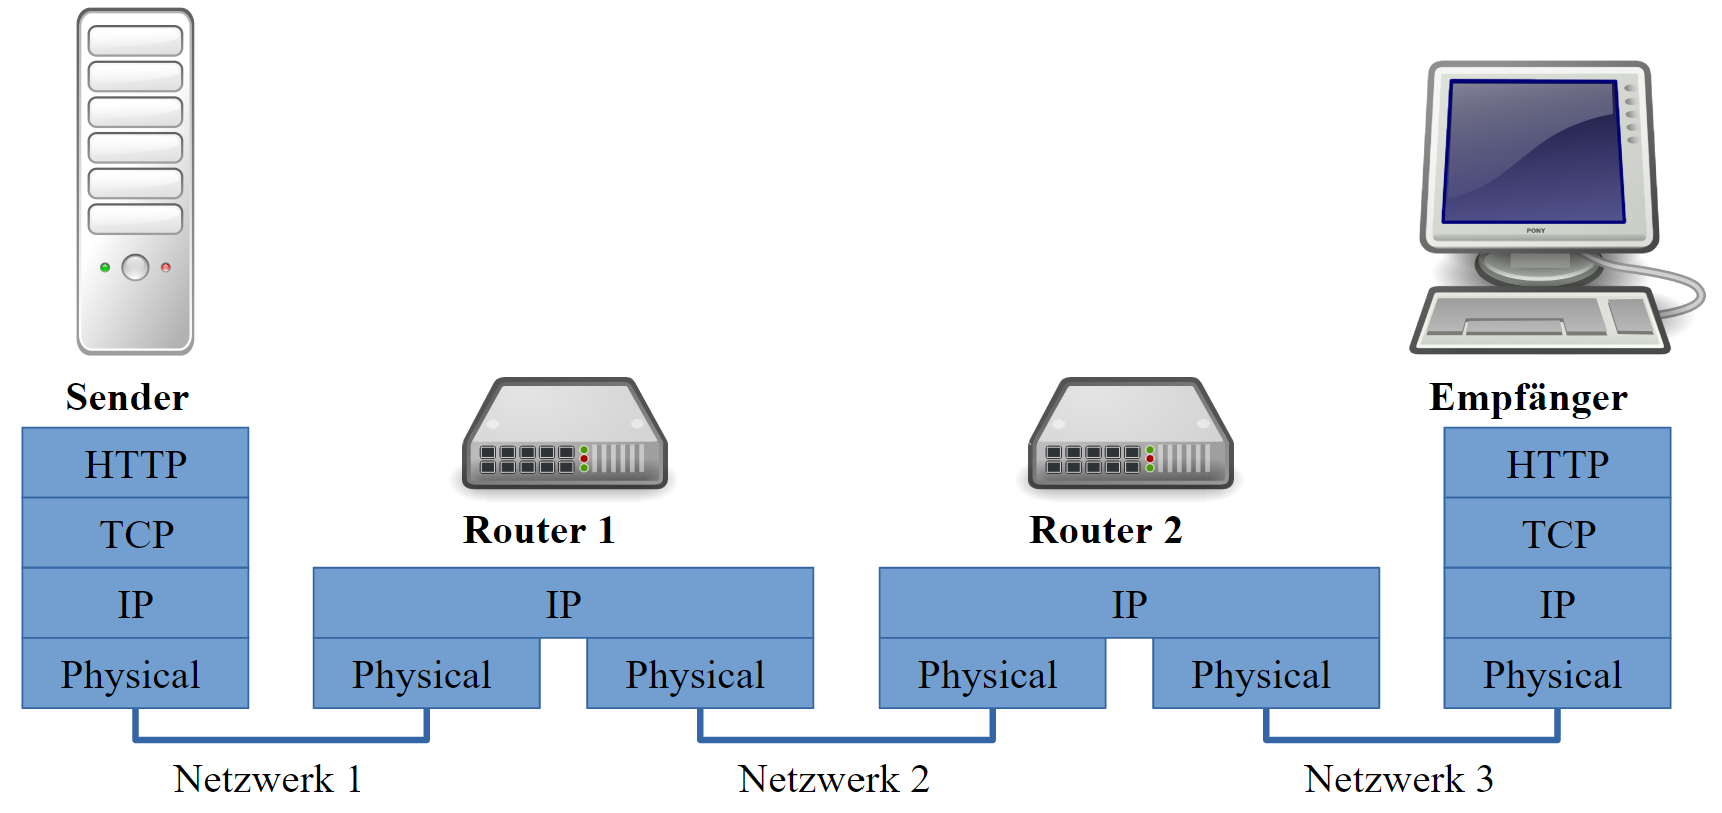 PONY
Sender
Empfänger
HTTP
TCP
IP
Physical
Router 1
IP
Physical
Physical
Router 2
IP
Physical
Physical
HTTP
TCP
IP
Physical
Netzwerk 1
Netzwerk 2
Netzwerk 3